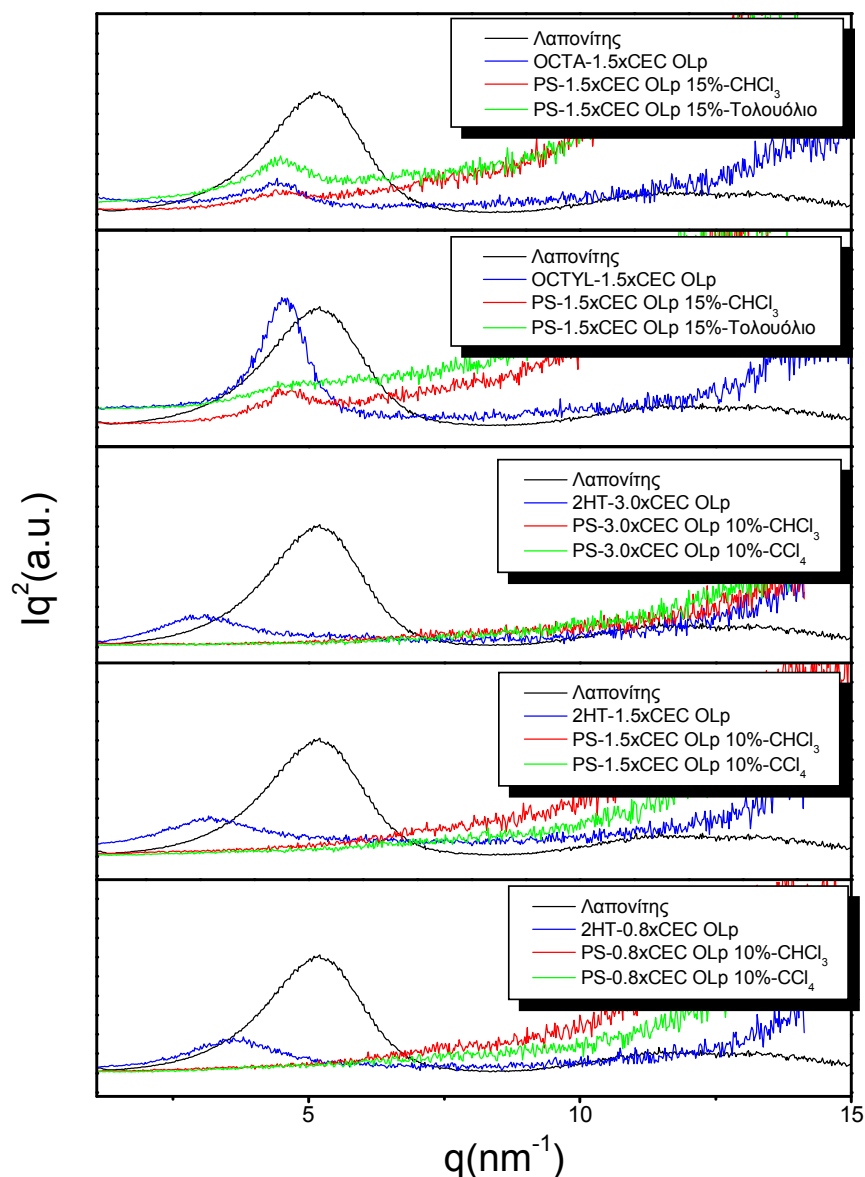 Λαπονίτης
OCTA-1.5xCEC OLp
PS-1.5xCEC OLp 15%-CHCl₃
PS-1.5xCEC OLp 15%-Τολουόλιο
Λαπονίτης
OCTYL-1.5xCEC OLp
PS-1.5xCEC OLp 15%-CHCl₃
PS-1.5xCEC OLp 15%-Τολουόλιο
Λαπονίτης
2HT-3.0xCEC OLp
PS-3.0xCEC OLp 10%-CHCl₃
PS-3.0xCEC OLp 10%-CCl₄
Λαπονίτης
2HT-1.5xCEC OLp
PS-1.5xCEC OLp 10%-CHCl₃
PS-1.5xCEC OLp 10%-CCl₄
Λαπονίτης
2HT-0.8xCEC OLp
PS-0.8xCEC OLp 10%-CHCl₃
PS-0.8xCEC OLp 10%-CCl₄
Iq²(a.u.)
5 10 15
q(nm⁻¹)